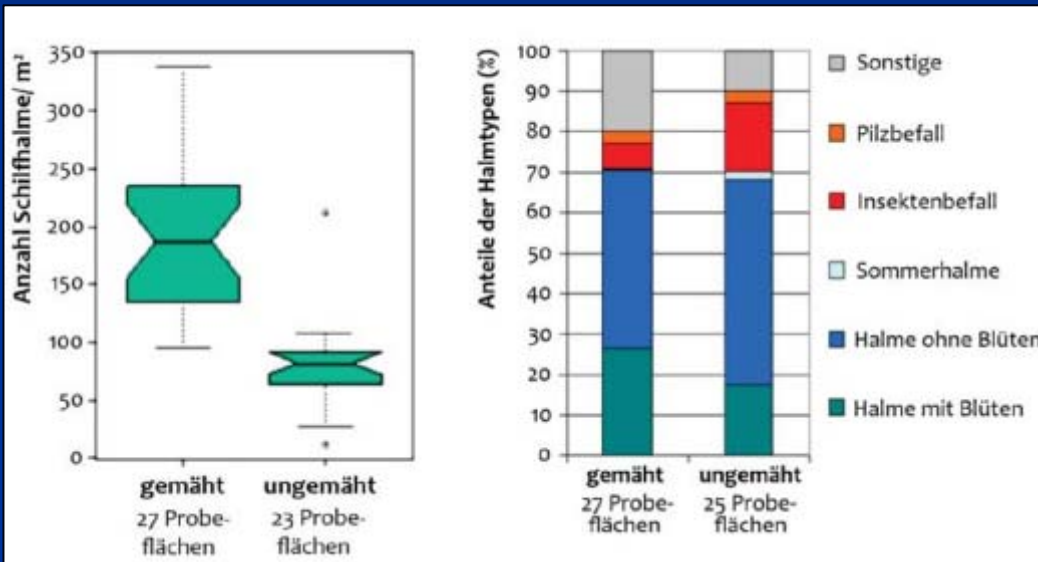 Anzahl Schilfhalme/ m²
350
300
250
200
150
100
50
0
gemäht
27 Probe-
flächen
ungemäht
23 Probe-
flächen
Anteile der Halmtypen (%)
100
90
80
70
60
50
40
30
20
10
0
gemäht
27 Probe-
flächen
ungemäht
25 Probe-
flächen
Sonstige
Pilzbefall
Insektenbefall
Sommerhalme
Halme ohne Blüten
Halme mit Blüten